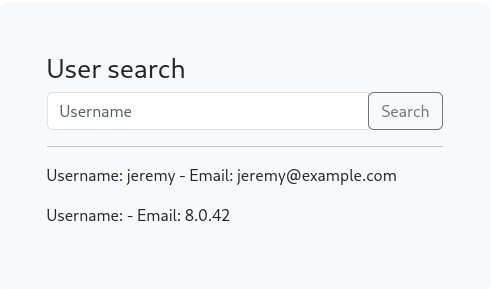 User search
Username Search
Username: jeremy - Email: jeremy@example.com
Username: - Email: 8.0.42